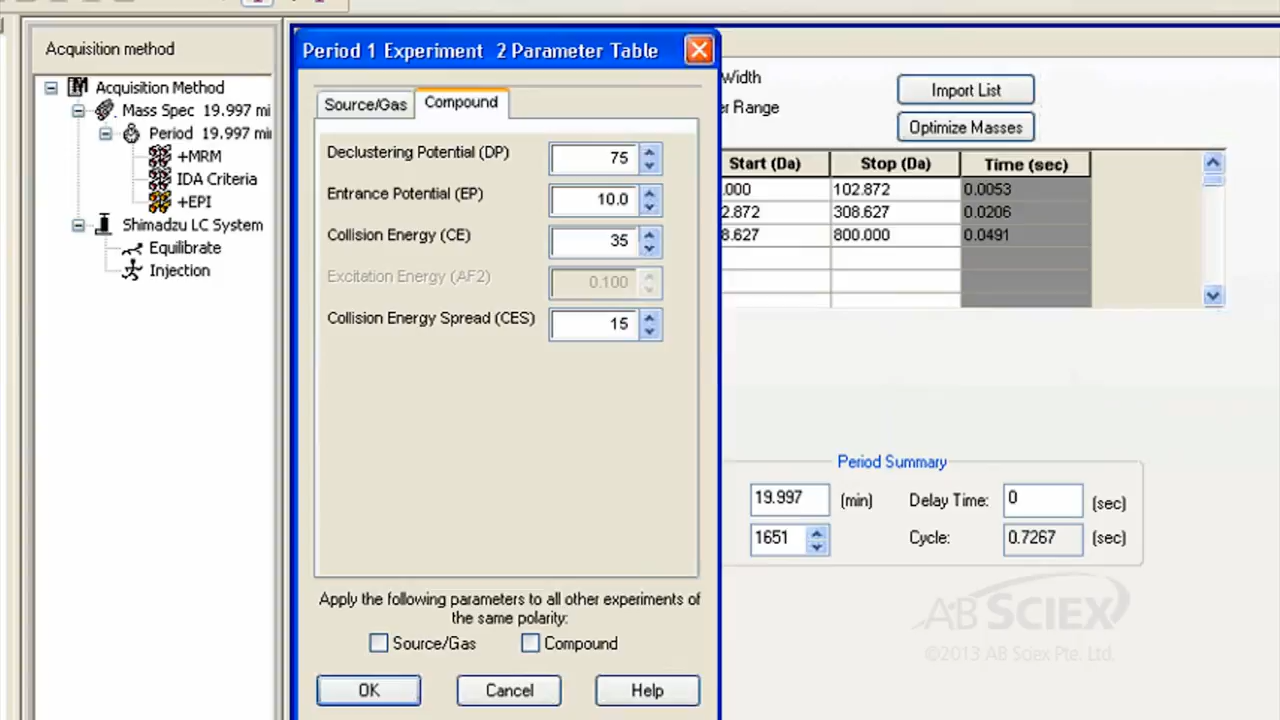 Acquisition method
Acquisition Method
Mass Spec 19.997 mi
Period 19.997 min
+MRM
IDA Criteria
+EPI
Shimadzu LC System
Equilibrate
Injection
Period 1 Experiment 2 Parameter Table
Source/Gas Compound
Declustering Potential (DP) 75
Entrance Potential (EP) 10.0
Collision Energy (CE) 35
Excitation Energy (AF2) 0.100
Collision Energy Spread (CES) 15
Apply the following parameters to all other experiments of
the same polarity:
Source/Gas Compound
OK Cancel Help
Width
er Range
Import List
Optimize Masses
Start (Da) Stop (Da) Time (sec)
.000 102.872 0.0053
2.872 308.627 0.0206
8.627 800.000 0.0491
Period Summary
19.997 (min) Delay Time: 0 (sec)
1651 Cycle: 0.7267 (sec)
AB SCIEX
©2013 AB Sciex Pte. Ltd.